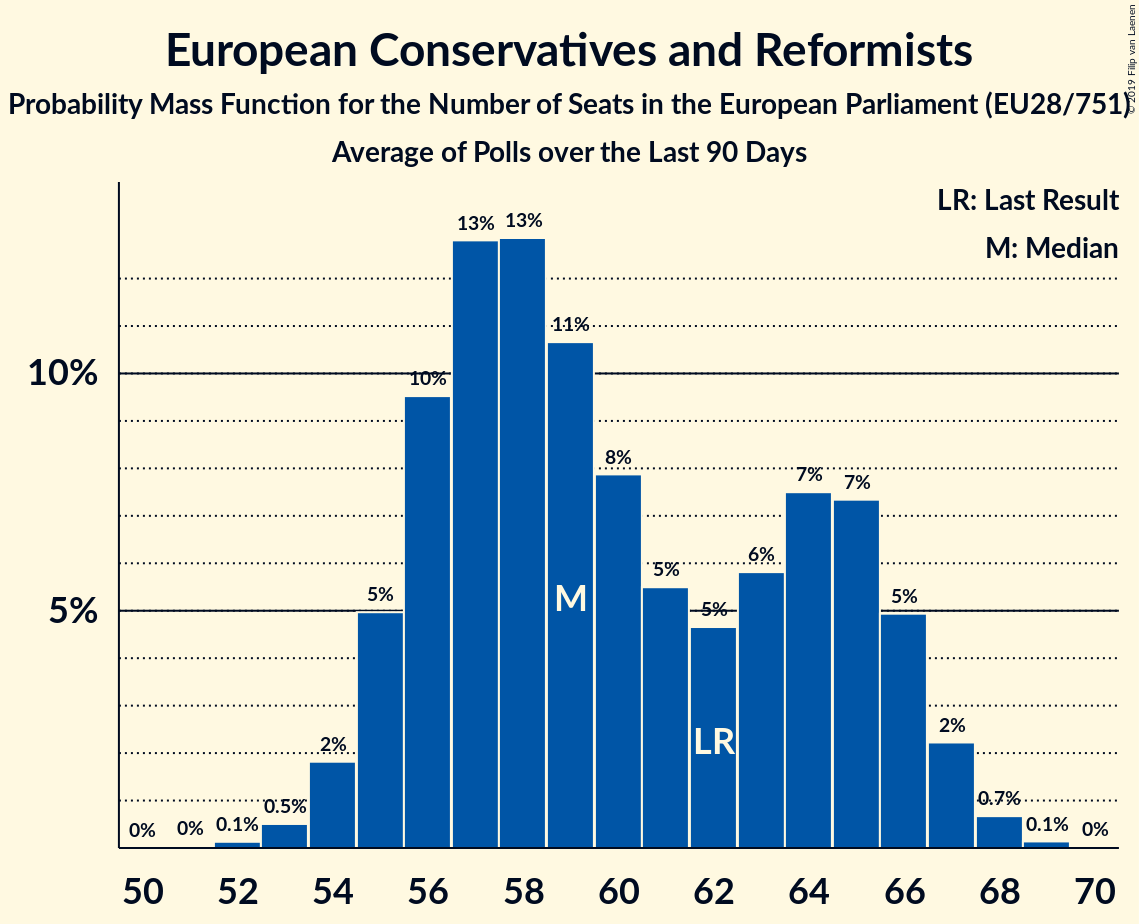 European Conservatives and Reformists
Probability Mass Function for the Number of Seats in the European Parliament (EU28/751)
Average of Polls over the Last 90 Days
© 2019 Filip van Laenen
LR: Last Result
M: Median
13% 13%
11%
10% 10%
8%
7% 7%
6%
5% 5% 5% 5% 5%
M
LR
2% 2%
0.5% 0.7%
0% 0% 0.1% 0.1% 0%
50 52 54 56 58 60 62 64 66 68 70